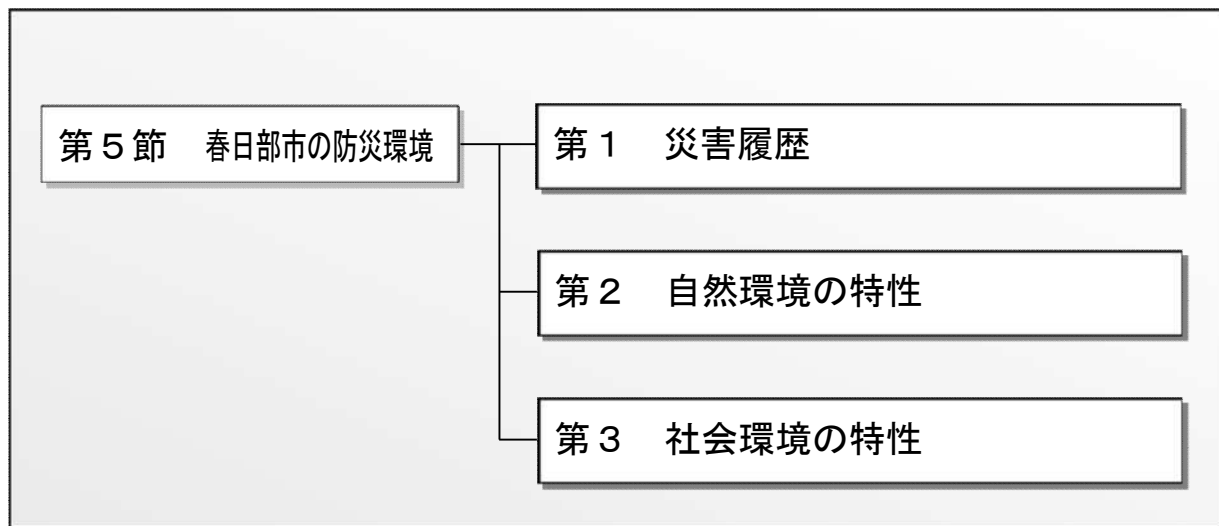 第５節　春日部市の防災環境
第１　災害履歴
第２　自然環境の特性
第３　社会環境の特性